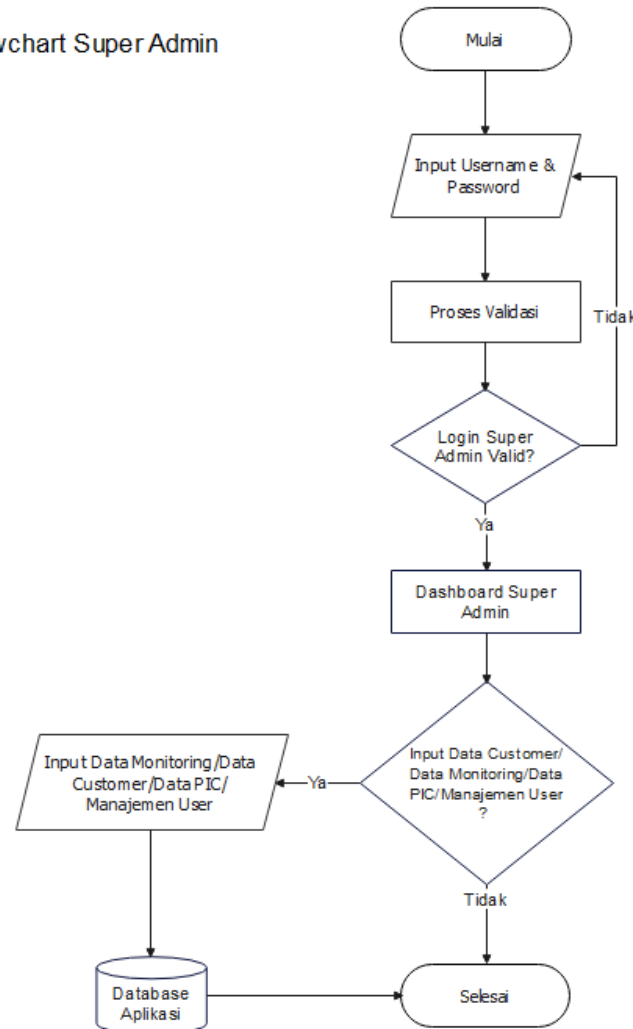 wchart Super Admin
Mulai
Input Username &
Password
Proses Validasi
Tidak
Login Super
Admin Valid?
Ya
Dashboard Super
Admin
Input Data Customer/
Data Monitoring/Data
PIC/Manajemen User
?
Ya
Input Data Monitoring/Data
Customer/Data PIC/
Manajemen User
Tidak
Database
Aplikasi
Selesai